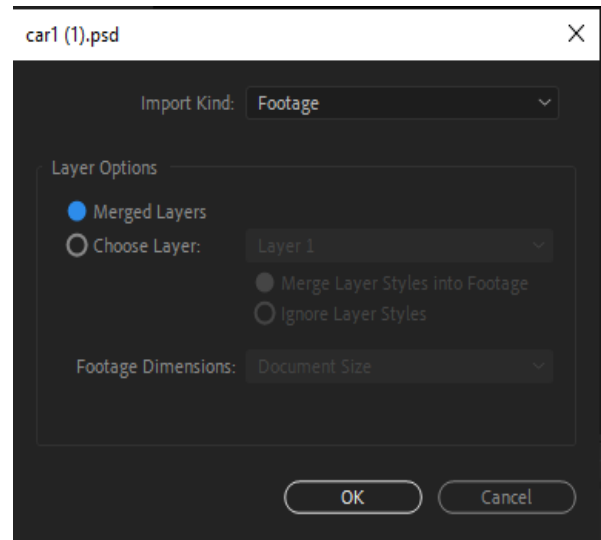 car1 (1).psd
Import Kind: Footage
Layer Options
Merged Layers
Choose Layer: Layer 1
Merge Layer Styles into Footage
Ignore Layer Styles
Footage Dimensions: Document Size
OK Cancel